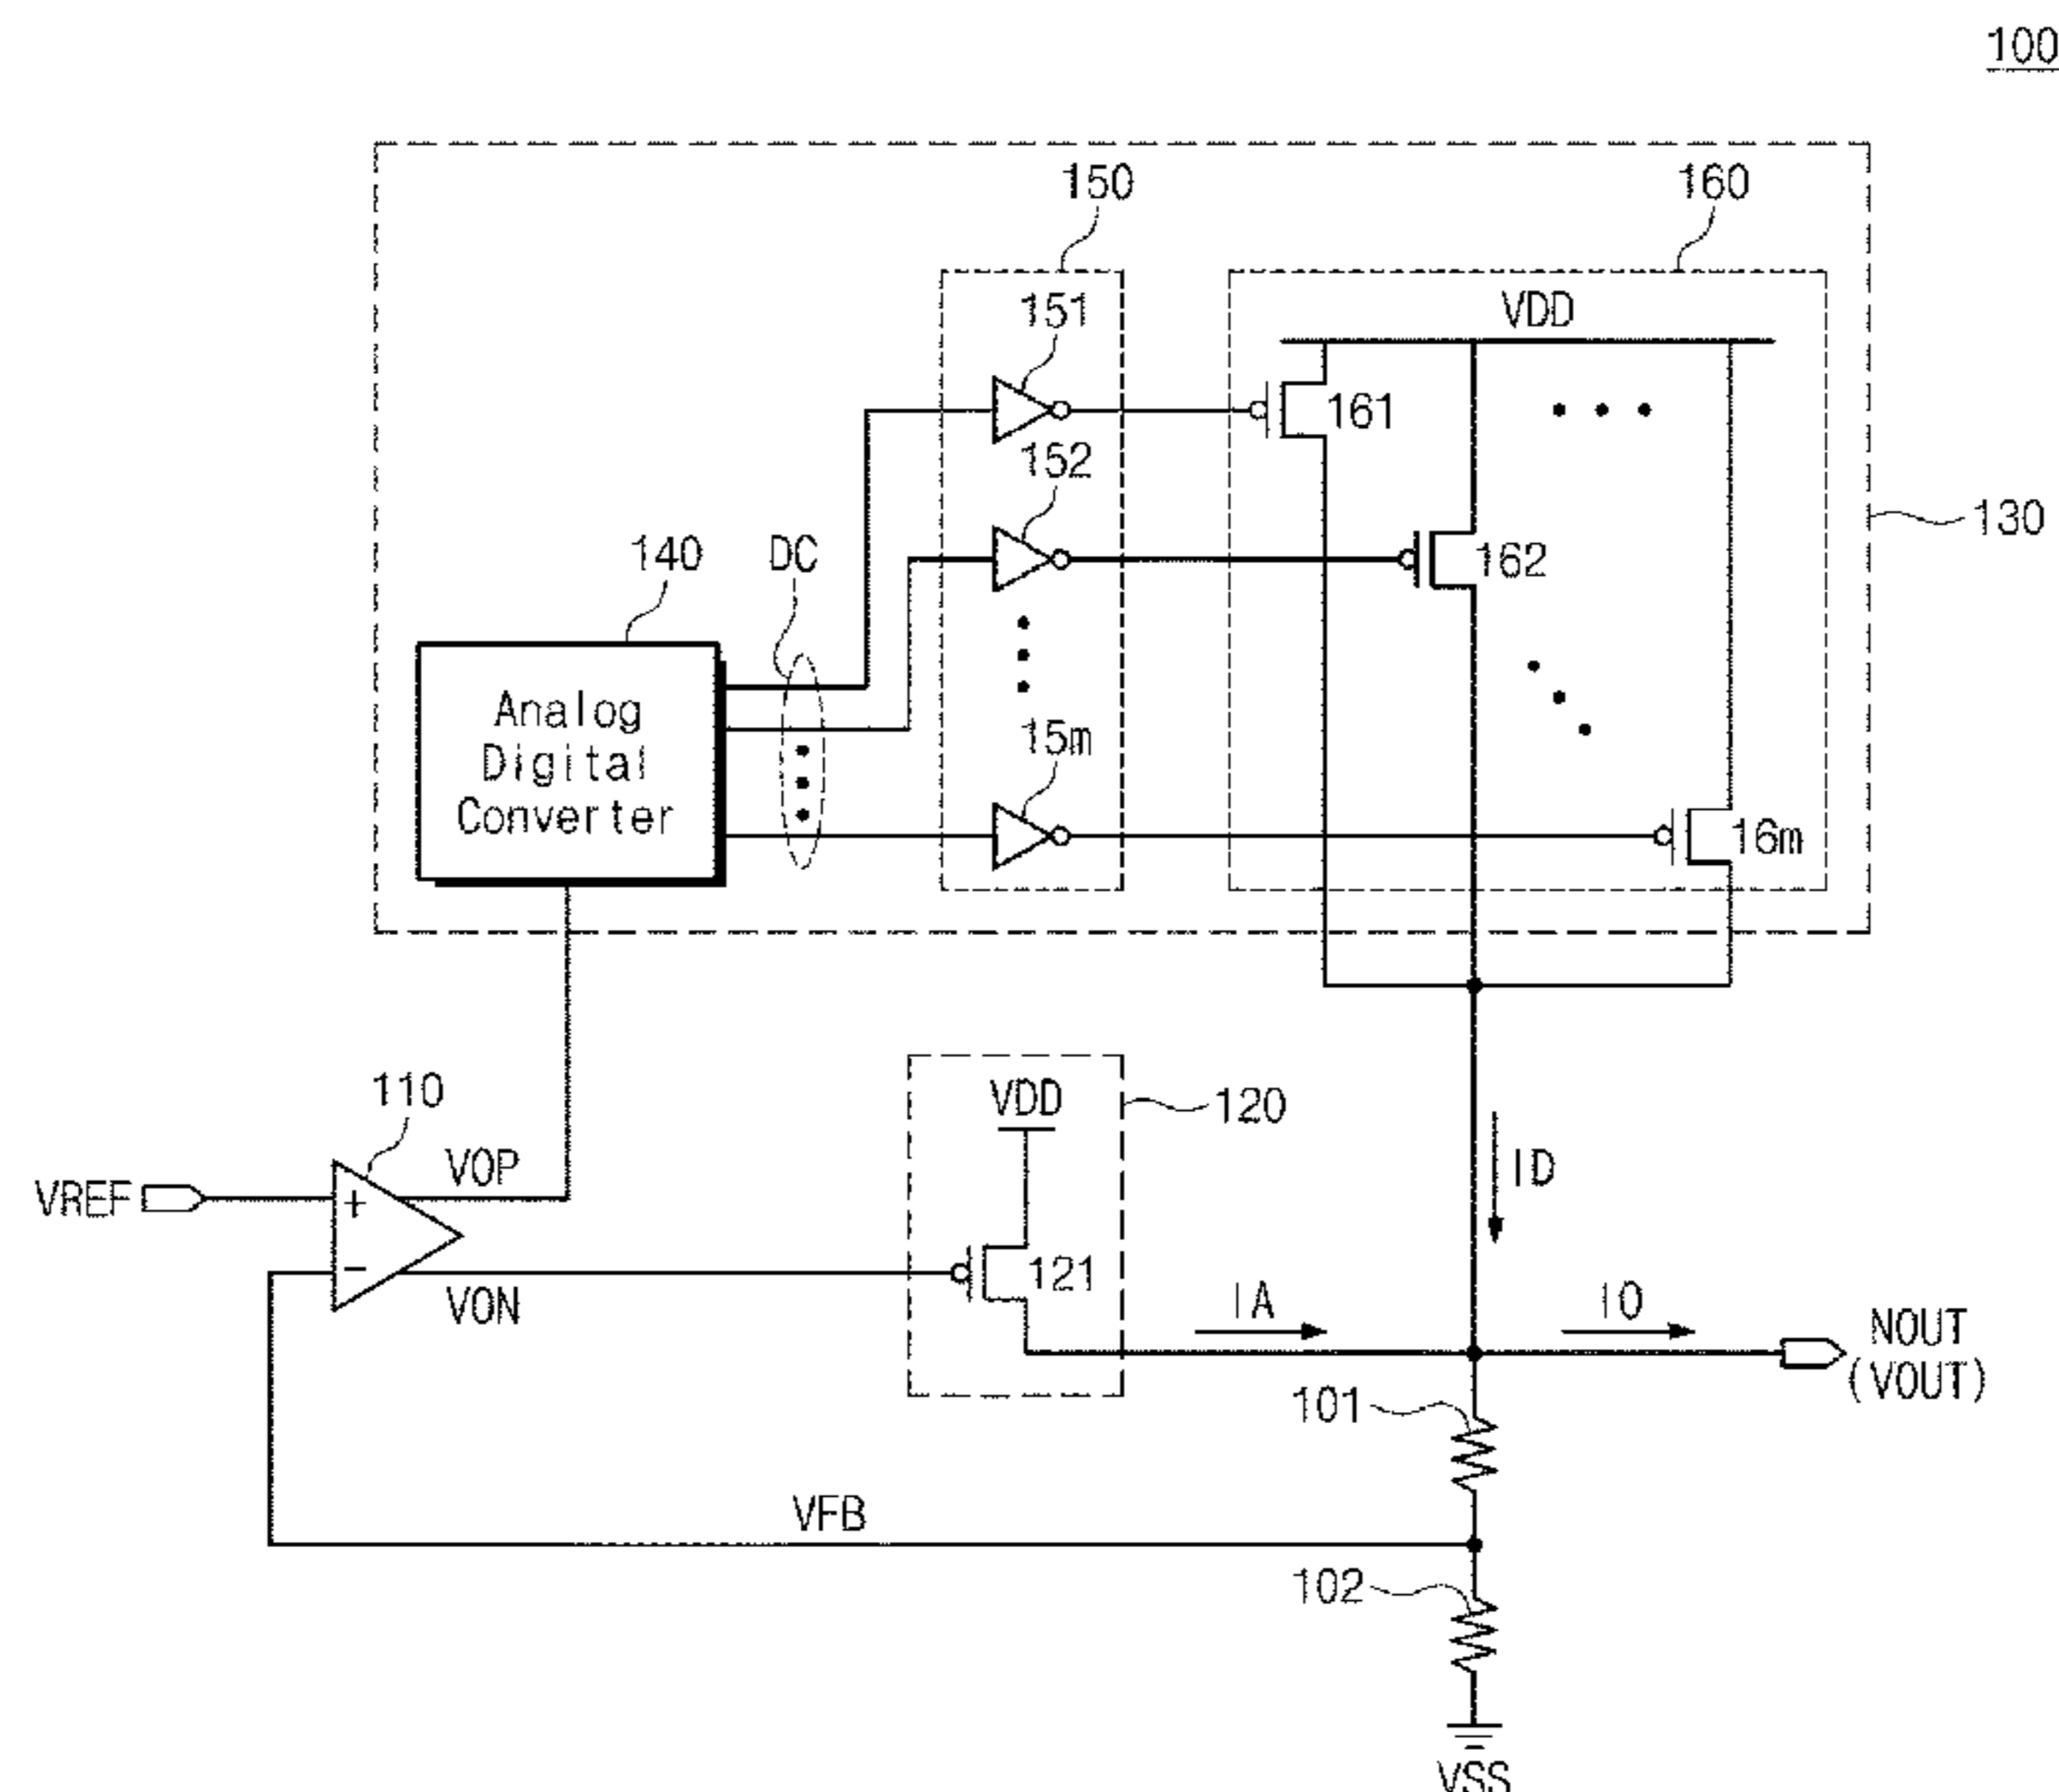 100
150
160
151
VDD
161
152
162
130
140
DC
Analog
Digital
Converter
15m
16m
110
VDD
120
VOP
ID
VREF
+
-
121
VON
IA
IO
NOUT
(VOUT)
101
VFB
102
VSS